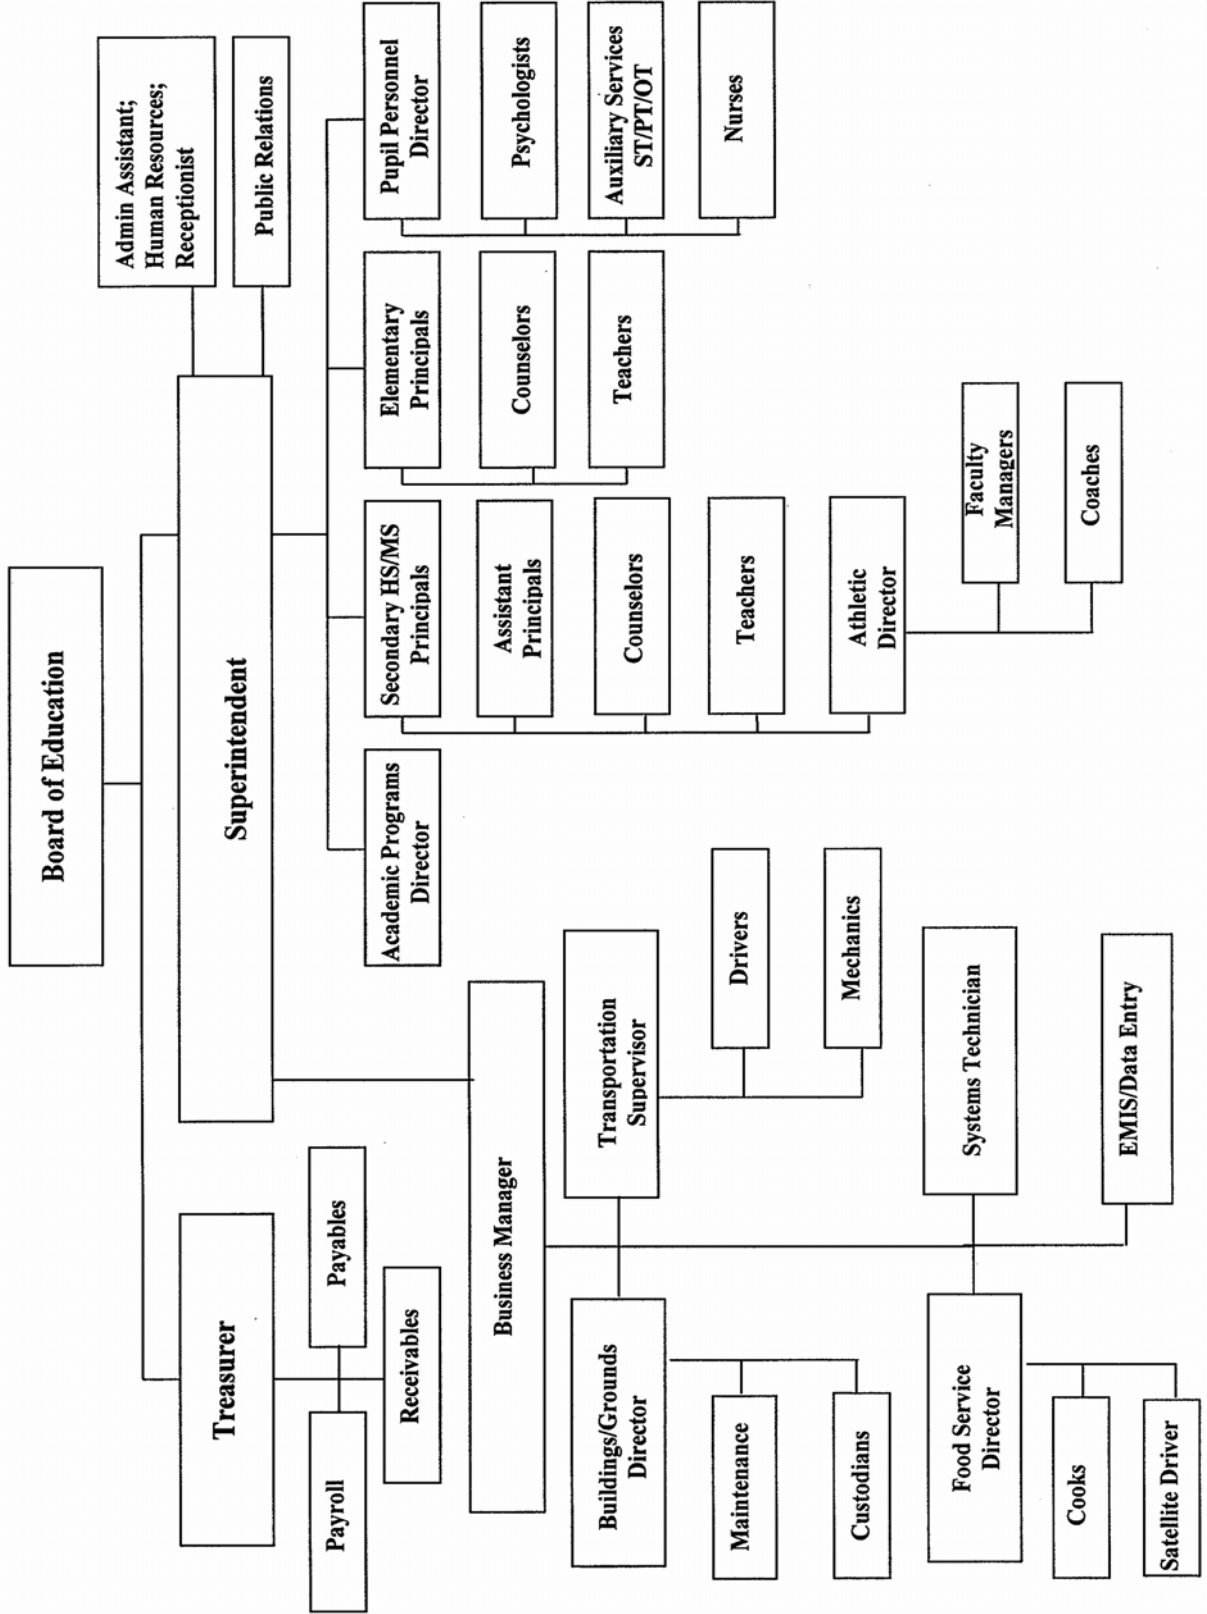 Board of Education
Treasurer
Superintendent
Admin Assistant;
Human Resources;
Receptionist
Public Relations
Payroll
Payables
Receivables
Academic Programs
Director
Secondary HS/MS
Principals
Elementary
Principals
Pupil Personnel
Director
Business Manager
Assistant
Principals
Counselors
Psychologists
Buildings/Grounds
Director
Transportation
Supervisor
Counselors
Teachers
Auxiliary Services
ST/PT/OT
Maintenance
Drivers
Teachers
Nurses
Custodians
Mechanics
Athletic
Director
Food Service
Director
Systems Technician
Faculty
Managers
Cooks
Coaches
EMIS/Data Entry
Satellite Driver